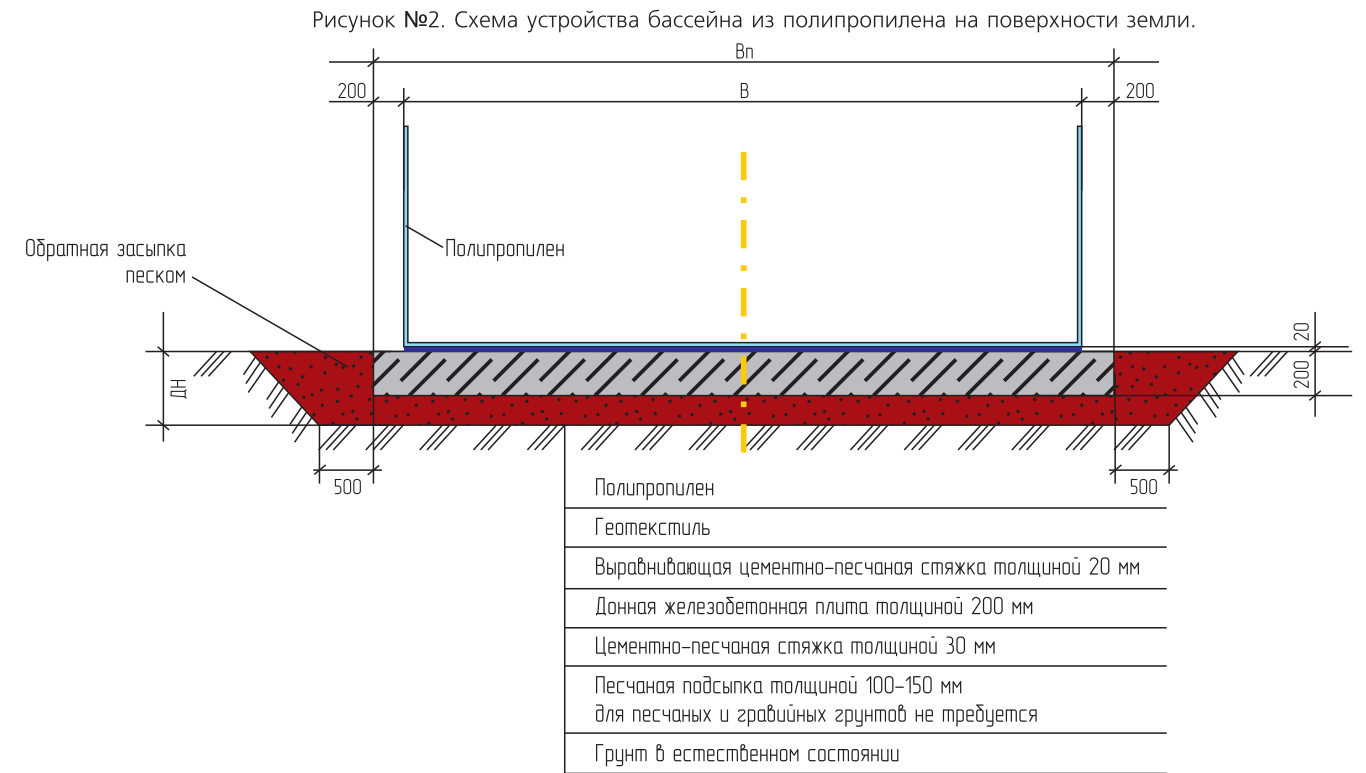 Рисунок №2. Схема устройства бассейна из полипропилена на поверхности земли.
Вп
200
В
200
Обратная засыпка
песком
Полипропилен
20
200
ДН
500
500
Полипропилен
Геотекстиль
Выравнивающая цементно-песчаная стяжка толщиной 20 мм
Донная железобетонная плита толщиной 200 мм
Цементно-песчаная стяжка толщиной 30 мм
Песчаная подсыпка толщиной 100-150 мм
для песчаных и гравийных грунтов не требуется
Грунт в естественном состоянии